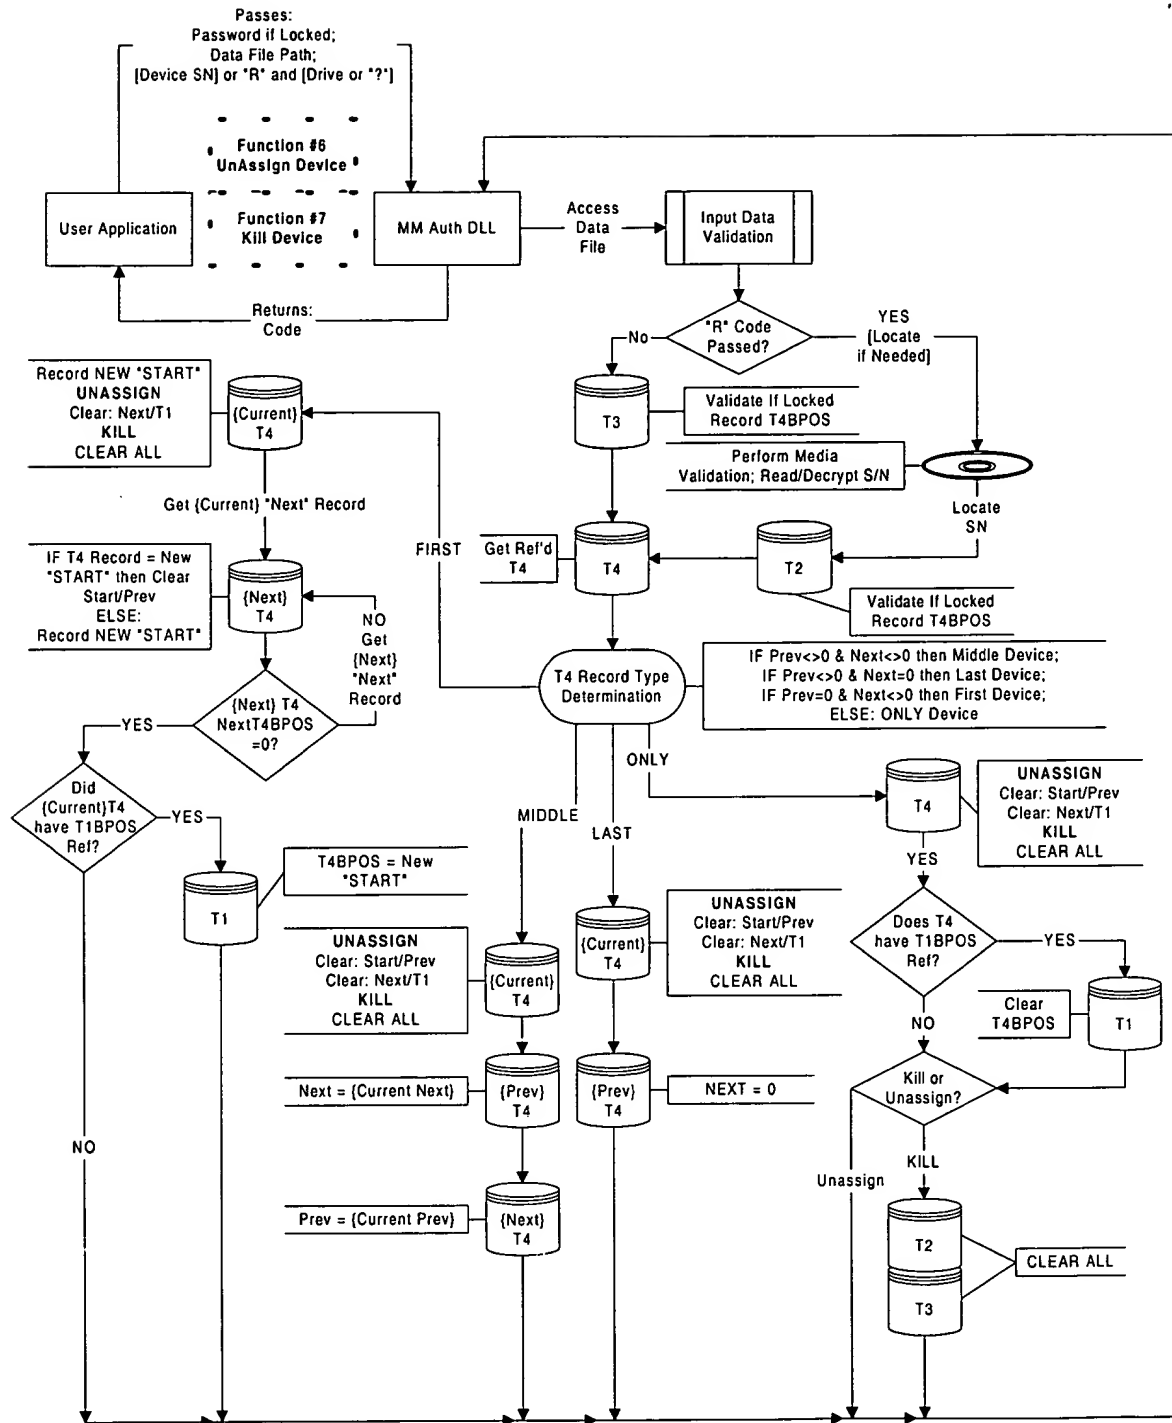 Passes:
Password if Locked;
Data File Path;
[Device SN] or "R" and [Drive or "?"]
Function #6
UnAssign Device
User Application
Function #7
Kill Device
MM Auth DLL
Access
Data
File
Input Data
Validation
Returns:
Code
"R" Code
Passed?
No
YES
[Locate
if Needed]
Record NEW "START"
UNASSIGN
Clear: Next/T1
KILL
CLEAR ALL
{Current}
T4
T3
Validate If Locked
Record T4BPOS
Perform Media
Validation; Read/Decrypt S/N
Locate
SN
Get {Current} "Next" Record
FIRST
Get Ref'd
T4
T4
T2
Validate If Locked
Record T4BPOS
IF T4 Record = New
"START" then Clear
Start/Prev
ELSE:
Record NEW "START"
{Next}
T4
NO
Get
{Next}
"Next"
Record
T4 Record Type
Determination
IF Prev<>0 & Next<>0 then Middle Device;
IF Prev<>0 & Next=0 then Last Device;
IF Prev=0 & Next<>0 then First Device;
ELSE: ONLY Device
{Next} T4
NextT4BPOS
=0?
YES
ONLY
MIDDLE
LAST
Did
{Current}T4
have T1BPOS
Ref?
YES
T1
T4BPOS = New
"START"
T4
UNASSIGN
Clear: Start/Prev
Clear: Next/T1
KILL
CLEAR ALL
YES
UNASSIGN
Clear: Start/Prev
Clear: Next/T1
KILL
CLEAR ALL
{Current}
T4
{Current}
T4
UNASSIGN
Clear: Start/Prev
Clear: Next/T1
KILL
CLEAR ALL
Does T4
have T1BPOS
Ref?
YES
NO
Clear
T4BPOS
T1
Next = {Current Next}
{Prev}
T4
{Prev}
T4
NEXT = 0
Kill or
Unassign?
NO
Unassign
KILL
Prev = {Current Prev}
{Next}
T4
T2
T3
CLEAR ALL